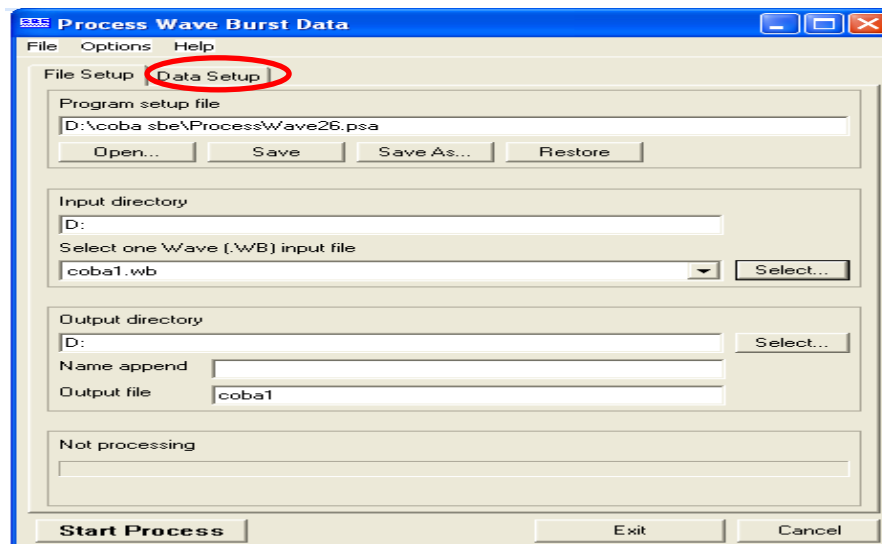 SBE Process Wave Burst Data
File Options Help
File Setup Data Setup
Program setup file
D:\coba sbe\ProcessWave26.psa
Open... Save Save As... Restore
Input directory
D:
Select one Wave (.WB) input file
coba1.wb Select...
Output directory
D: Select...
Name append
Output file coba1
Not processing
Start Process Exit Cancel